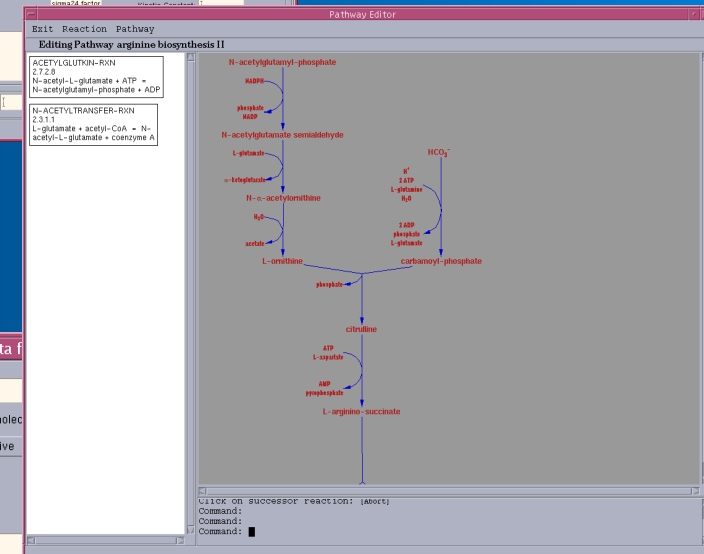 sigma24 factor
Kinetic Constant:
Pathway Editor
Exit Reaction Pathway
Editing Pathway arginine biosynthesis II
ACETYLGLUTKIN-RXN
2.7.2.8
N-acetyl-L-glutamate + ATP =
N-acetylglutamyl-phosphate + ADP
N-ACETYLTRANSFER-RXN
2.3.1.1
L-glutamate + acetyl-CoA = N-
acetyl-L-glutamate + coenzyme A
N-acetylglutamyl-phosphate
NADPH
phosphate
NADP
N-acetylglutamate semialdehyde
L-glutamate
α-ketoglutarate
N-α-acetylornithine
H₂O
acetate
L-ornithine
HCO₃⁻
H⁺
2 ATP
L-glutamine
H₂O
2 ADP
phosphate
L-glutamate
carbamoyl-phosphate
phosphate
citrulline
ATP
L-aspartate
AMP
pyrophosphate
L-arginino-succinate
ta f
nolec
ive
Click on successor reaction: [Abort]
Command:
Command:
Command: